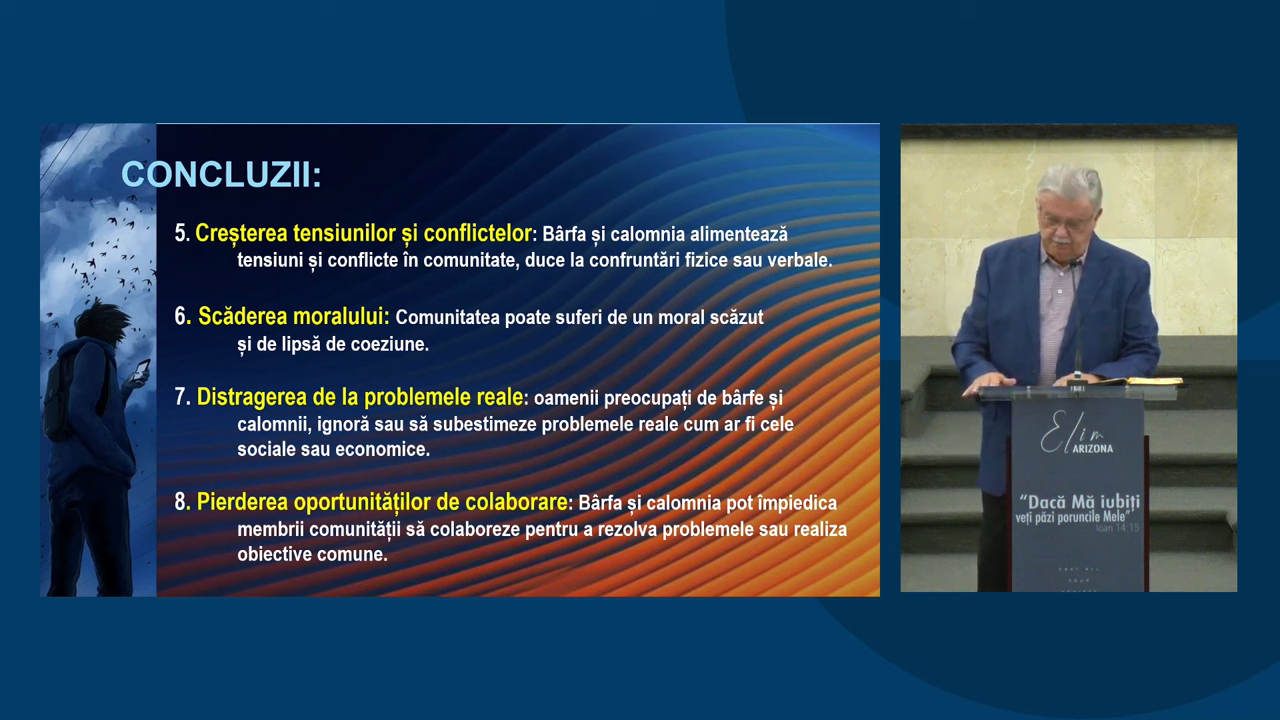 CONCLUZII:
5. Creșterea tensiunilor și conflictelor: Bârfa și calomnia alimentează
tensiuni și conflicte în comunitate, duce la confruntări fizice sau verbale.
6. Scăderea moralului: Comunitatea poate suferi de un moral scăzut
și de lipsă de coeziune.
7. Distragerea de la problemele reale: oamenii preocupați de bârfe și
calomnii, ignoră sau să subestimeze problemele reale cum ar fi cele
sociale sau economice.
8. Pierderea oportunităților de colaborare: Bârfa și calomnia pot împiedica
membrii comunității să colaboreze pentru a rezolva problemele sau realiza
obiective comune.
Elim
ARIZONA
“Dacă Mă iubiți
veți păzi poruncile Mele”
Ioan 14:15